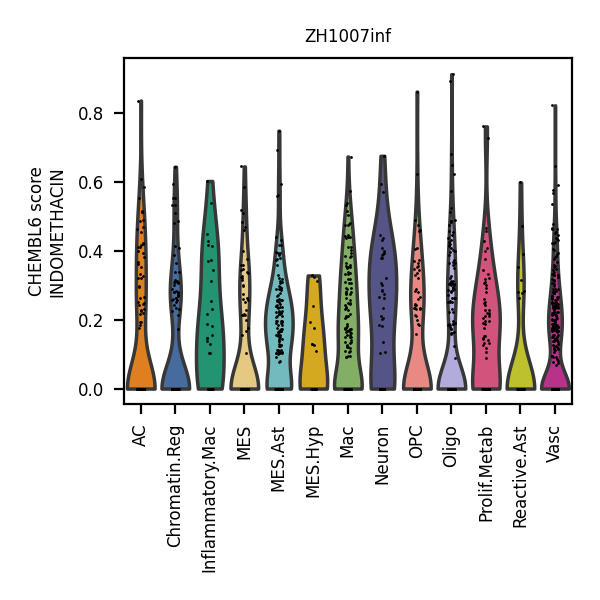 ZH1007inf
CHEMBL6 score
INDOMETHACIN
0.8
0.6
0.4
0.2
0.0
AC
Chromatin.Reg
Inflammatory.Mac
MES
MES.Ast
MES.Hyp
Mac
Neuron
OPC
Oligo
Prolif.Metab
Reactive.Ast
Vasc